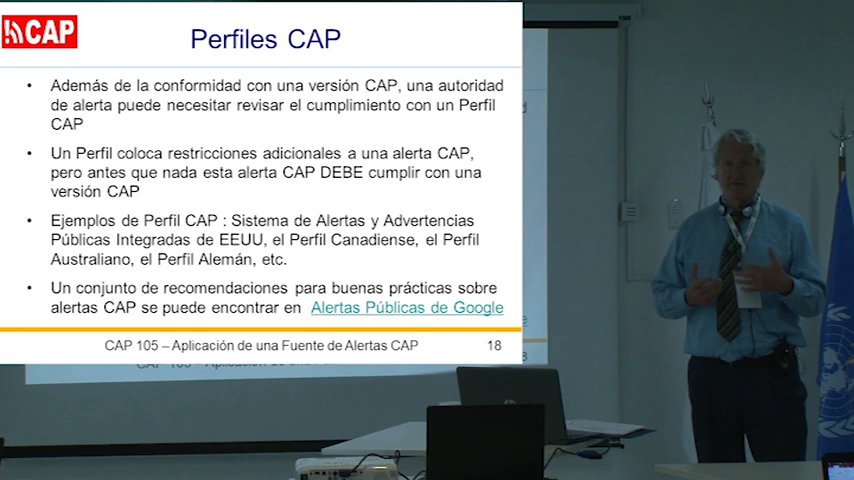 CAP
Perfiles CAP
• Además de la conformidad con una versión CAP, una autoridad
de alerta puede necesitar revisar el cumplimiento con un Perfil
CAP
• Un Perfil coloca restricciones adicionales a una alerta CAP,
pero antes que nada esta alerta CAP DEBE cumplir con una
versión CAP
• Ejemplos de Perfil CAP : Sistema de Alertas y Advertencias
Públicas Integradas de EEUU, el Perfil Canadiense, el Perfil
Australiano, el Perfil Alemán, etc.
• Un conjunto de recomendaciones para buenas prácticas sobre
alertas CAP se puede encontrar en Alertas Públicas de Google
CAP 105 – Aplicación de una Fuente de Alertas CAP 18